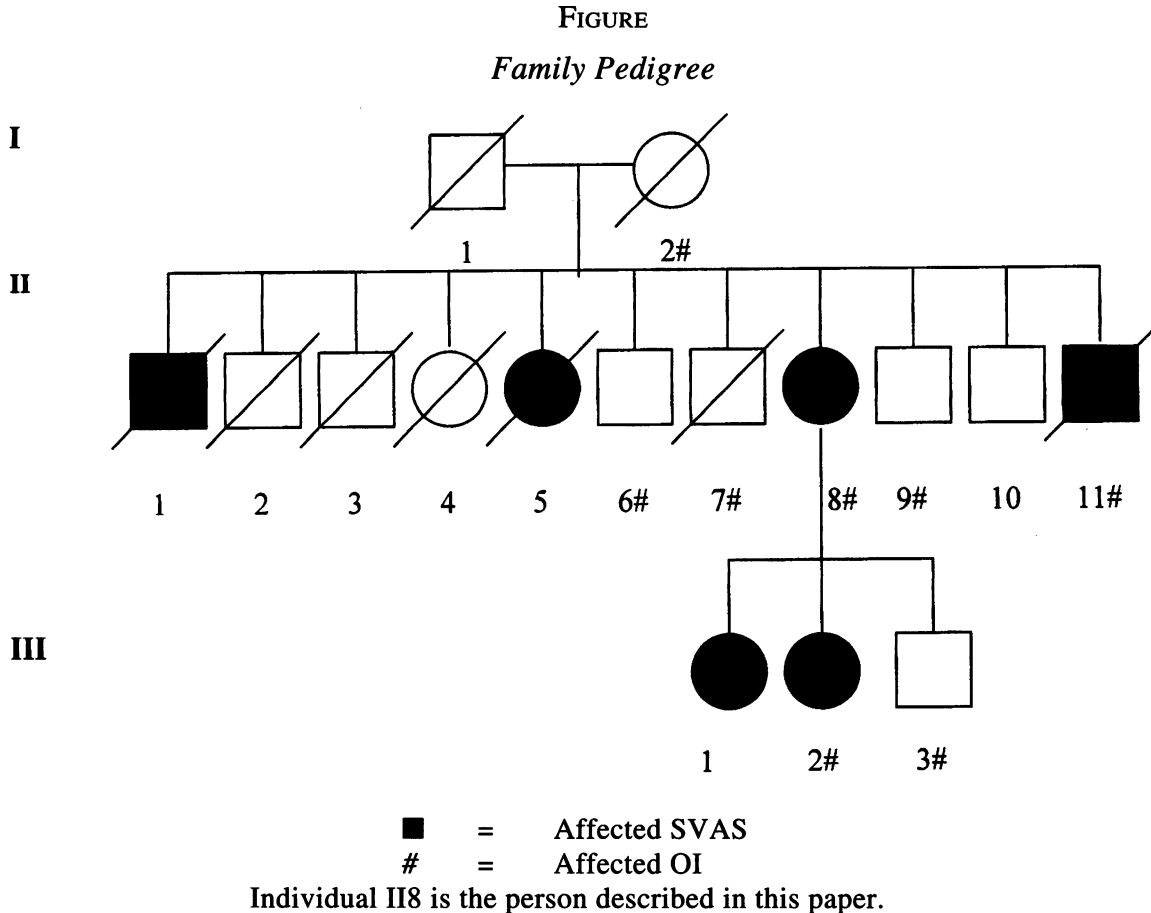 FIGURE
Family Pedigree
I
1 2#
II
1 2 3 4 5 6# 7# 8# 9# 10 11#
III
1 2# 3#
■ = Affected SVAS
# = Affected OI
Individual II8 is the person described in this paper.